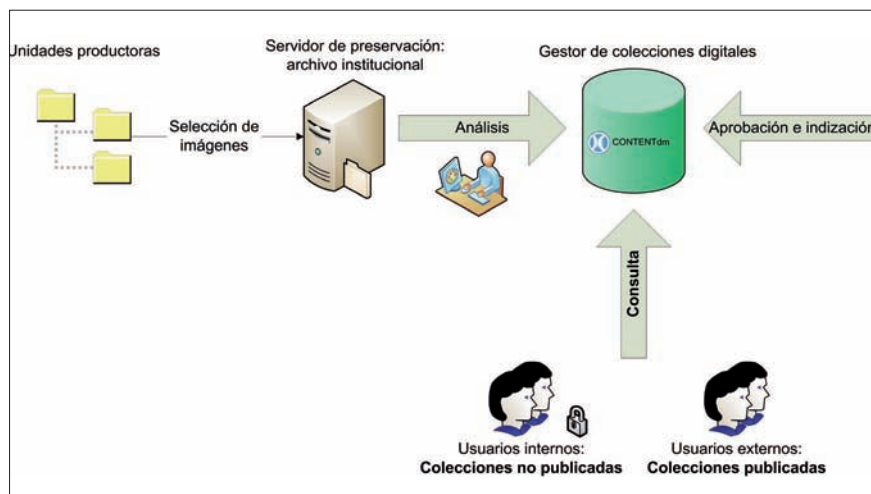 Unidades productoras
Servidor de preservación:
archivo institucional
Gestor de colecciones digitales
Selección de
imágenes
Análisis
CONTENTdm
Aprobación e indización
Consulta
Usuarios internos:
Colecciones no publicadas
Usuarios externos:
Colecciones publicadas